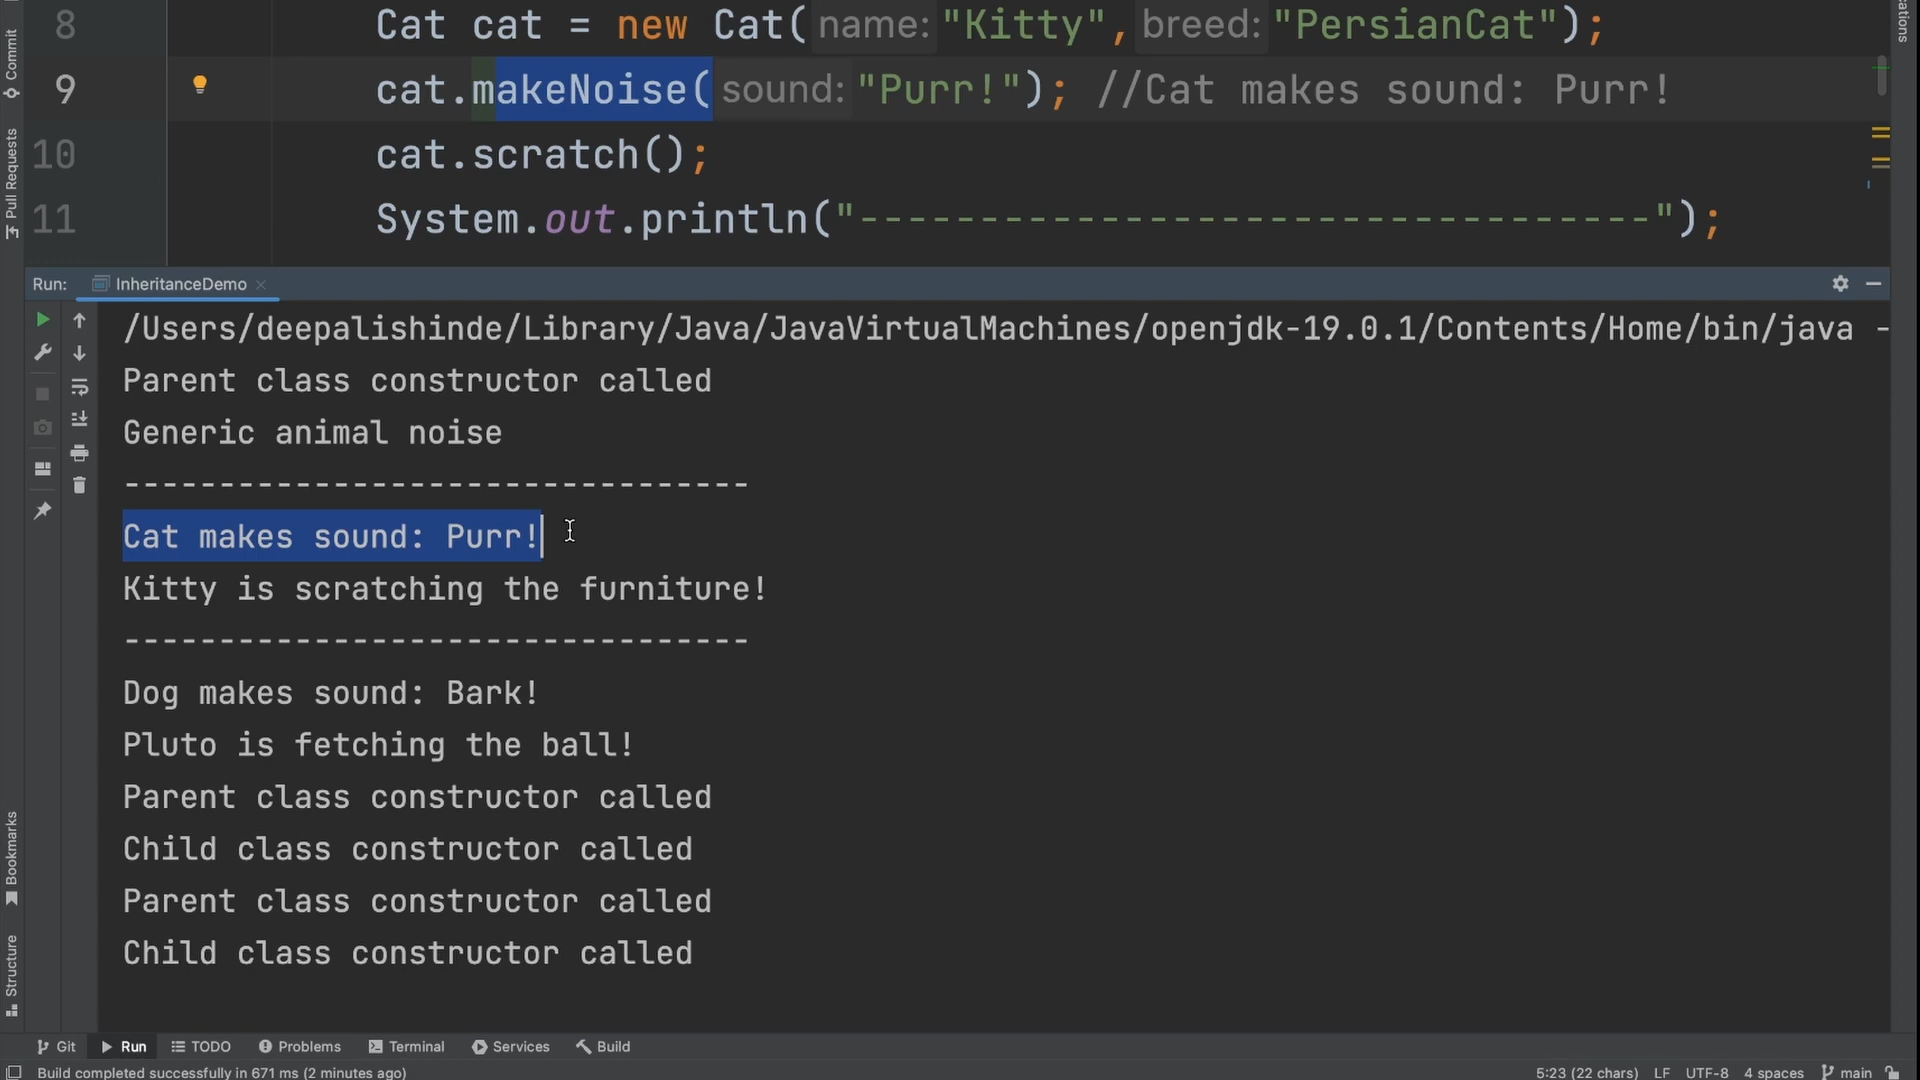 8 Cat cat = new Cat( name: "Kitty", breed: "PersianCat");
9 cat.makeNoise( sound: "Purr!"); //Cat makes sound: Purr!
10 cat.scratch();
11 System.out.println("---------------------------------");
Commit
Pull Requests
Run: InheritanceDemo
/Users/deepalishinde/Library/Java/JavaVirtualMachines/openjdk-19.0.1/Contents/Home/bin/java -
Parent class constructor called
Generic animal noise
---------------------------------
Cat makes sound: Purr!
Kitty is scratching the furniture!
---------------------------------
Dog makes sound: Bark!
Pluto is fetching the ball!
Parent class constructor called
Child class constructor called
Parent class constructor called
Child class constructor called
Bookmarks
Structure
Git Run TODO Problems Terminal Services Build
Build completed successfully in 671 ms (2 minutes ago) 5:23 (22 chars) LF UTF-8 4 spaces main